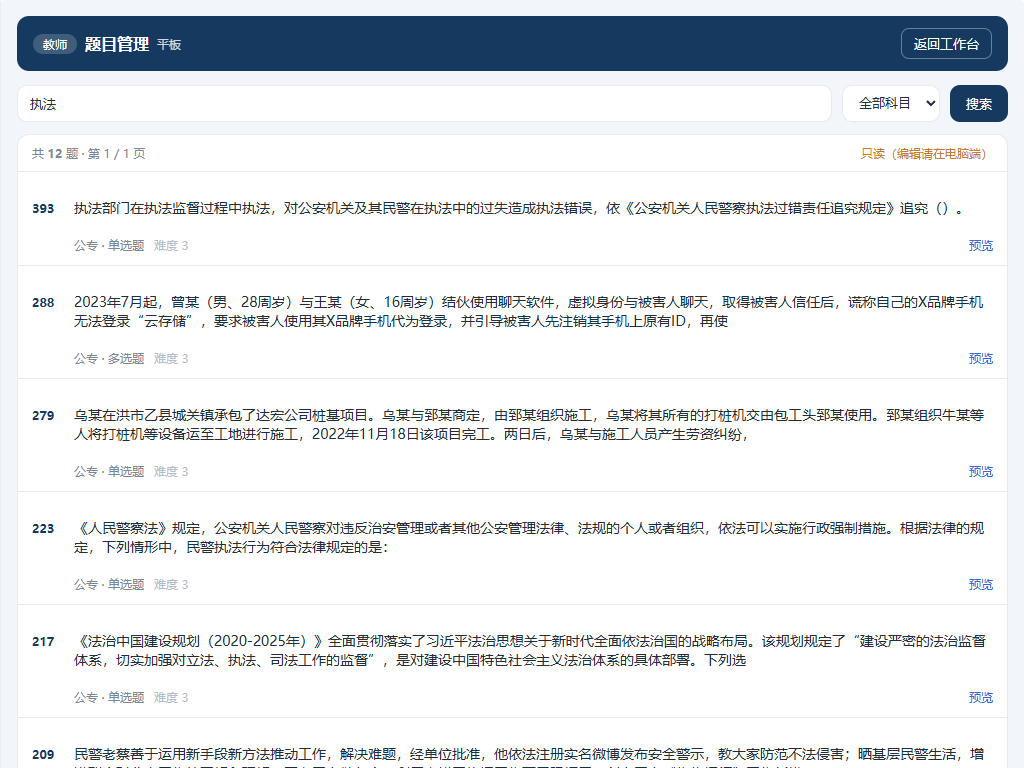 教师 题目管理 平板 返回工作台
执法 全部科目 搜索
共 12 题 · 第 1 / 1 页 只读（编辑请在电脑端）
393 执法部门在执法监督过程中执法，对公安机关及其民警在执法中的过失造成执法错误，依《公安机关人民警察执法过错责任追究规定》追究（）。
公专 · 单选题 难度 3 预览
288 2023年7月起，曾某（男、28周岁）与王某（女、16周岁）结伙使用聊天软件，虚拟身份与被害人聊天，取得被害人信任后，谎称自己的X品牌手机
无法登录“云存储”，要求被害人使用其X品牌手机代为登录，并引导被害人先注销其手机上原有ID，再使
公专 · 多选题 难度 3 预览
279 乌某在洪市乙县城关镇承包了达宏公司桩基项目。乌某与郅某商定，由郅某组织施工，乌某将其所有的打桩机交由包工头郅某使用。郅某组织牛某等
人将打桩机等设备运至工地进行施工，2022年11月18日该项目完工。两日后，乌某与施工人员产生劳资纠纷，
公专 · 单选题 难度 3 预览
223 《人民警察法》规定，公安机关人民警察对违反治安管理或者其他公安管理法律、法规的个人或者组织，依法可以实施行政强制措施。根据法律的规
定，下列情形中，民警执法行为符合法律规定的是：
公专 · 单选题 难度 3 预览
217 《法治中国建设规划（2020-2025年）》全面贯彻落实了习近平法治思想关于新时代全面依法治国的战略布局。该规划规定了“建设严密的法治监督
体系，切实加强对立法、执法、司法工作的监督”，是对建设中国特色社会主义法治体系的具体部署。下列选
公专 · 单选题 难度 3 预览
209 民警老蔡善于运用新手段新方法推动工作，解决难题，经单位批准，他依法注册实名微博发布安全警示，教大家防范不法侵害；晒基层民警生活，增